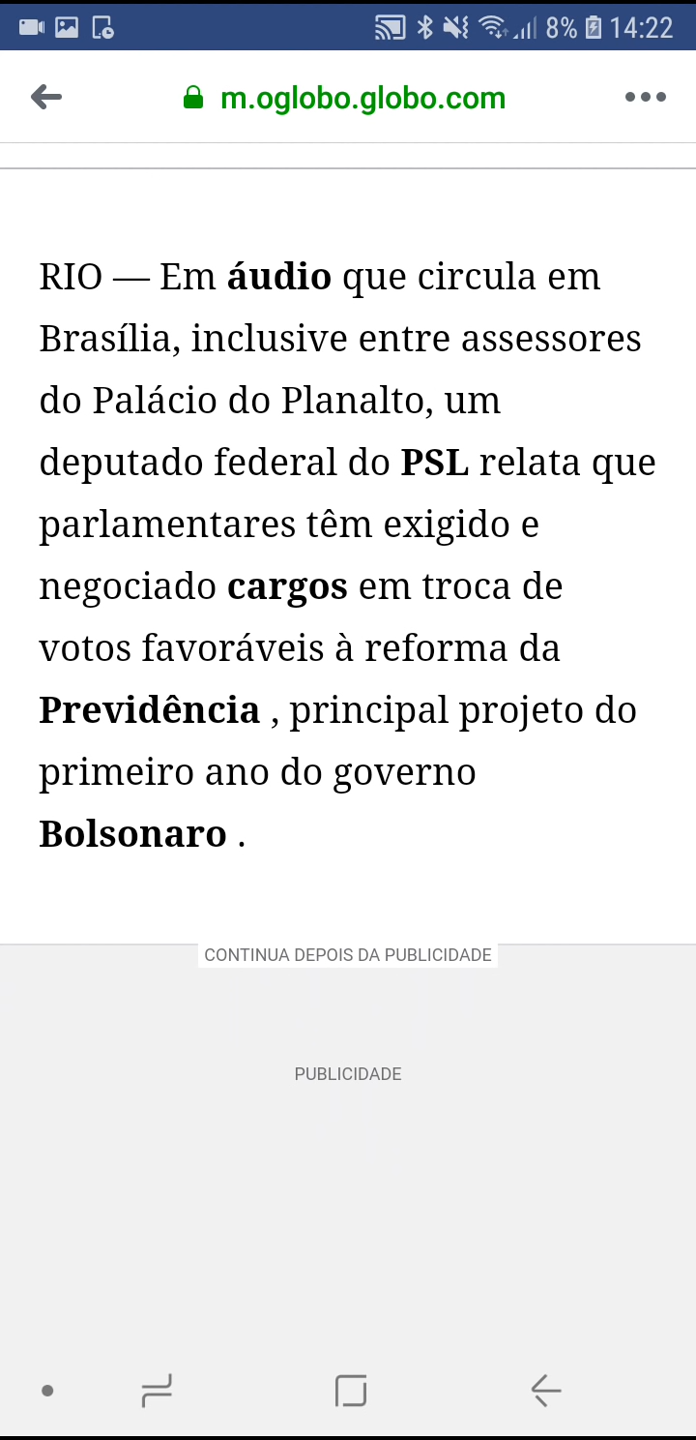 8% 14:22
m.oglobo.globo.com
RIO — Em áudio que circula em
Brasília, inclusive entre assessores
do Palácio do Planalto, um
deputado federal do PSL relata que
parlamentares têm exigido e
negociado cargos em troca de
votos favoráveis à reforma da
Previdência , principal projeto do
primeiro ano do governo
Bolsonaro .
CONTINUA DEPOIS DA PUBLICIDADE
PUBLICIDADE